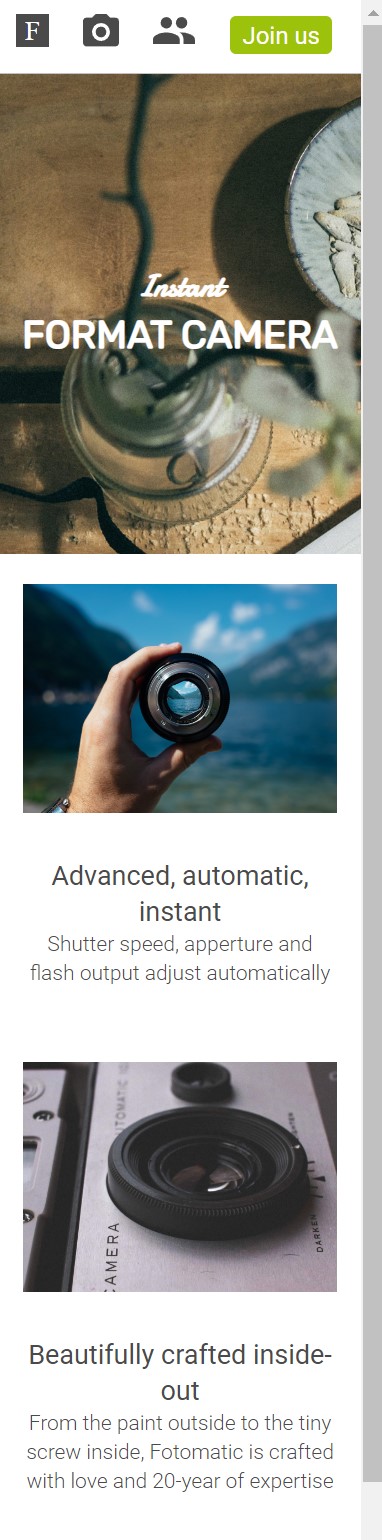 F
Join us
Instant
FORMAT CAMERA
Advanced, automatic,
instant
Shutter speed, apperture and
flash output adjust automatically
CAMERA
AUTOMATIC
DARKEN
Beautifully crafted inside-
out
From the paint outside to the tiny
screw inside, Fotomatic is crafted
with love and 20-year of expertise